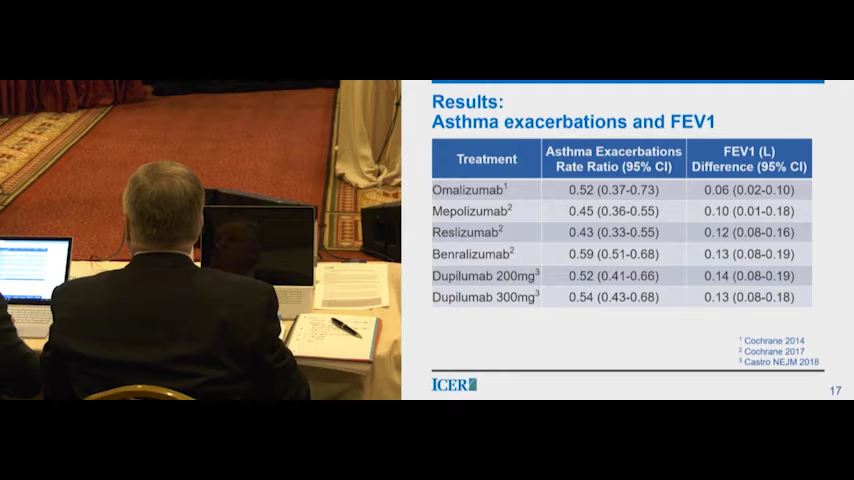 Results:
Asthma exacerbations and FEV1
Treatment
Asthma Exacerbations
Rate Ratio (95% CI)
FEV1 (L)
Difference (95% CI)
Omalizumab1 0.52 (0.37-0.73) 0.06 (0.02-0.10)
Mepolizumab2 0.45 (0.36-0.55) 0.10 (0.01-0.18)
Reslizumab2 0.43 (0.33-0.55) 0.12 (0.08-0.16)
Benralizumab2 0.59 (0.51-0.68) 0.13 (0.08-0.19)
Dupilumab 200mg3 0.52 (0.41-0.66) 0.14 (0.08-0.19)
Dupilumab 300mg3 0.54 (0.43-0.68) 0.13 (0.08-0.18)
1 Cochrane 2014
2 Cochrane 2017
3 Castro NEJM 2018
ICER
17